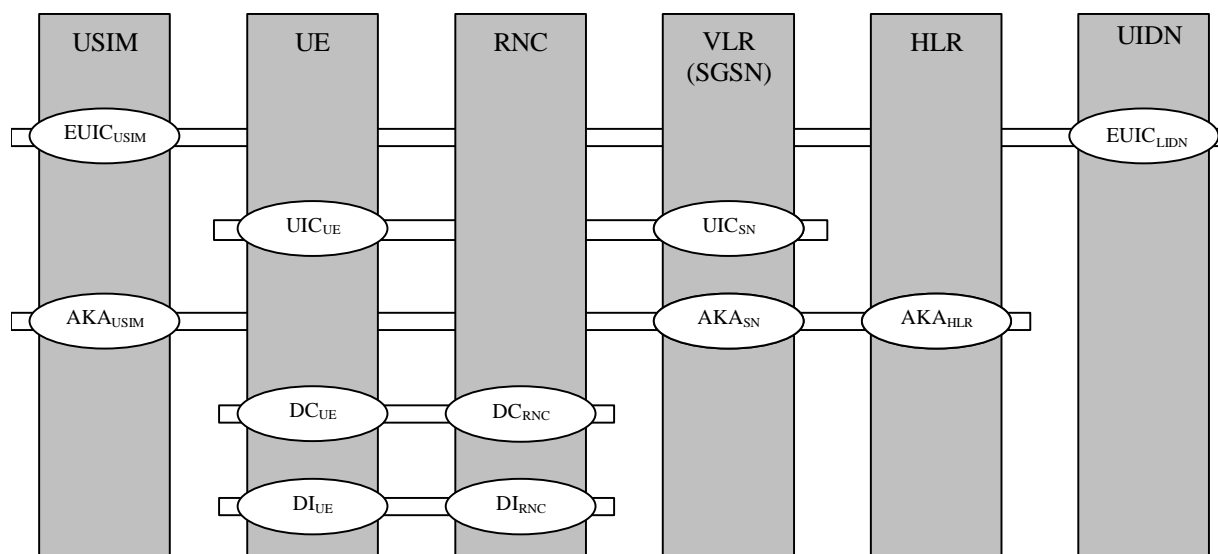 USIM UE RNC VLR HLR UIDN
(SGSN)
EUICUSIM EUICLIDN
UICUE UICSN
AKAUSIM AKASN AKAHLR
DCUE DCRNC
DIUE DIRNC